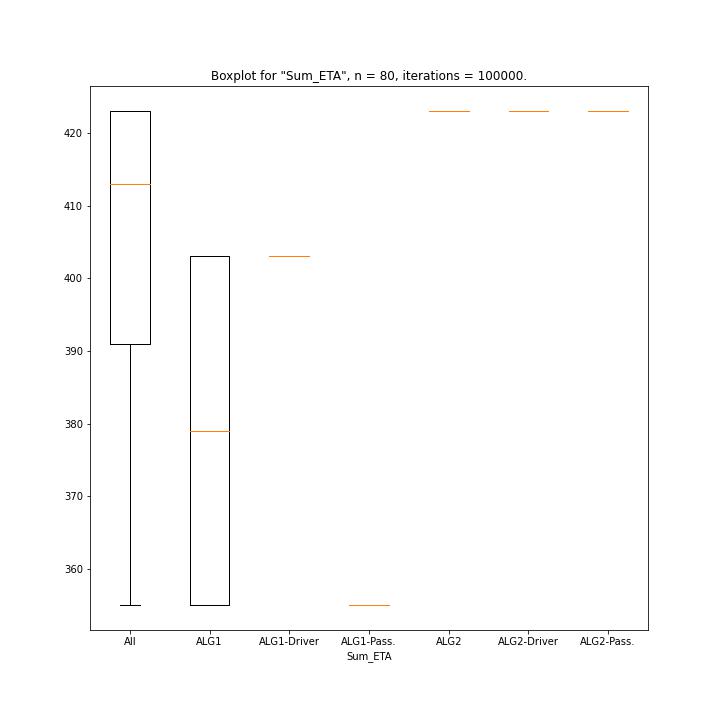 Boxplot for "Sum_ETA", n = 80, iterations = 100000.
420
410
400
390
380
370
360
All ALG1 ALG1-Driver ALG1-Pass. ALG2 ALG2-Driver ALG2-Pass.
Sum_ETA